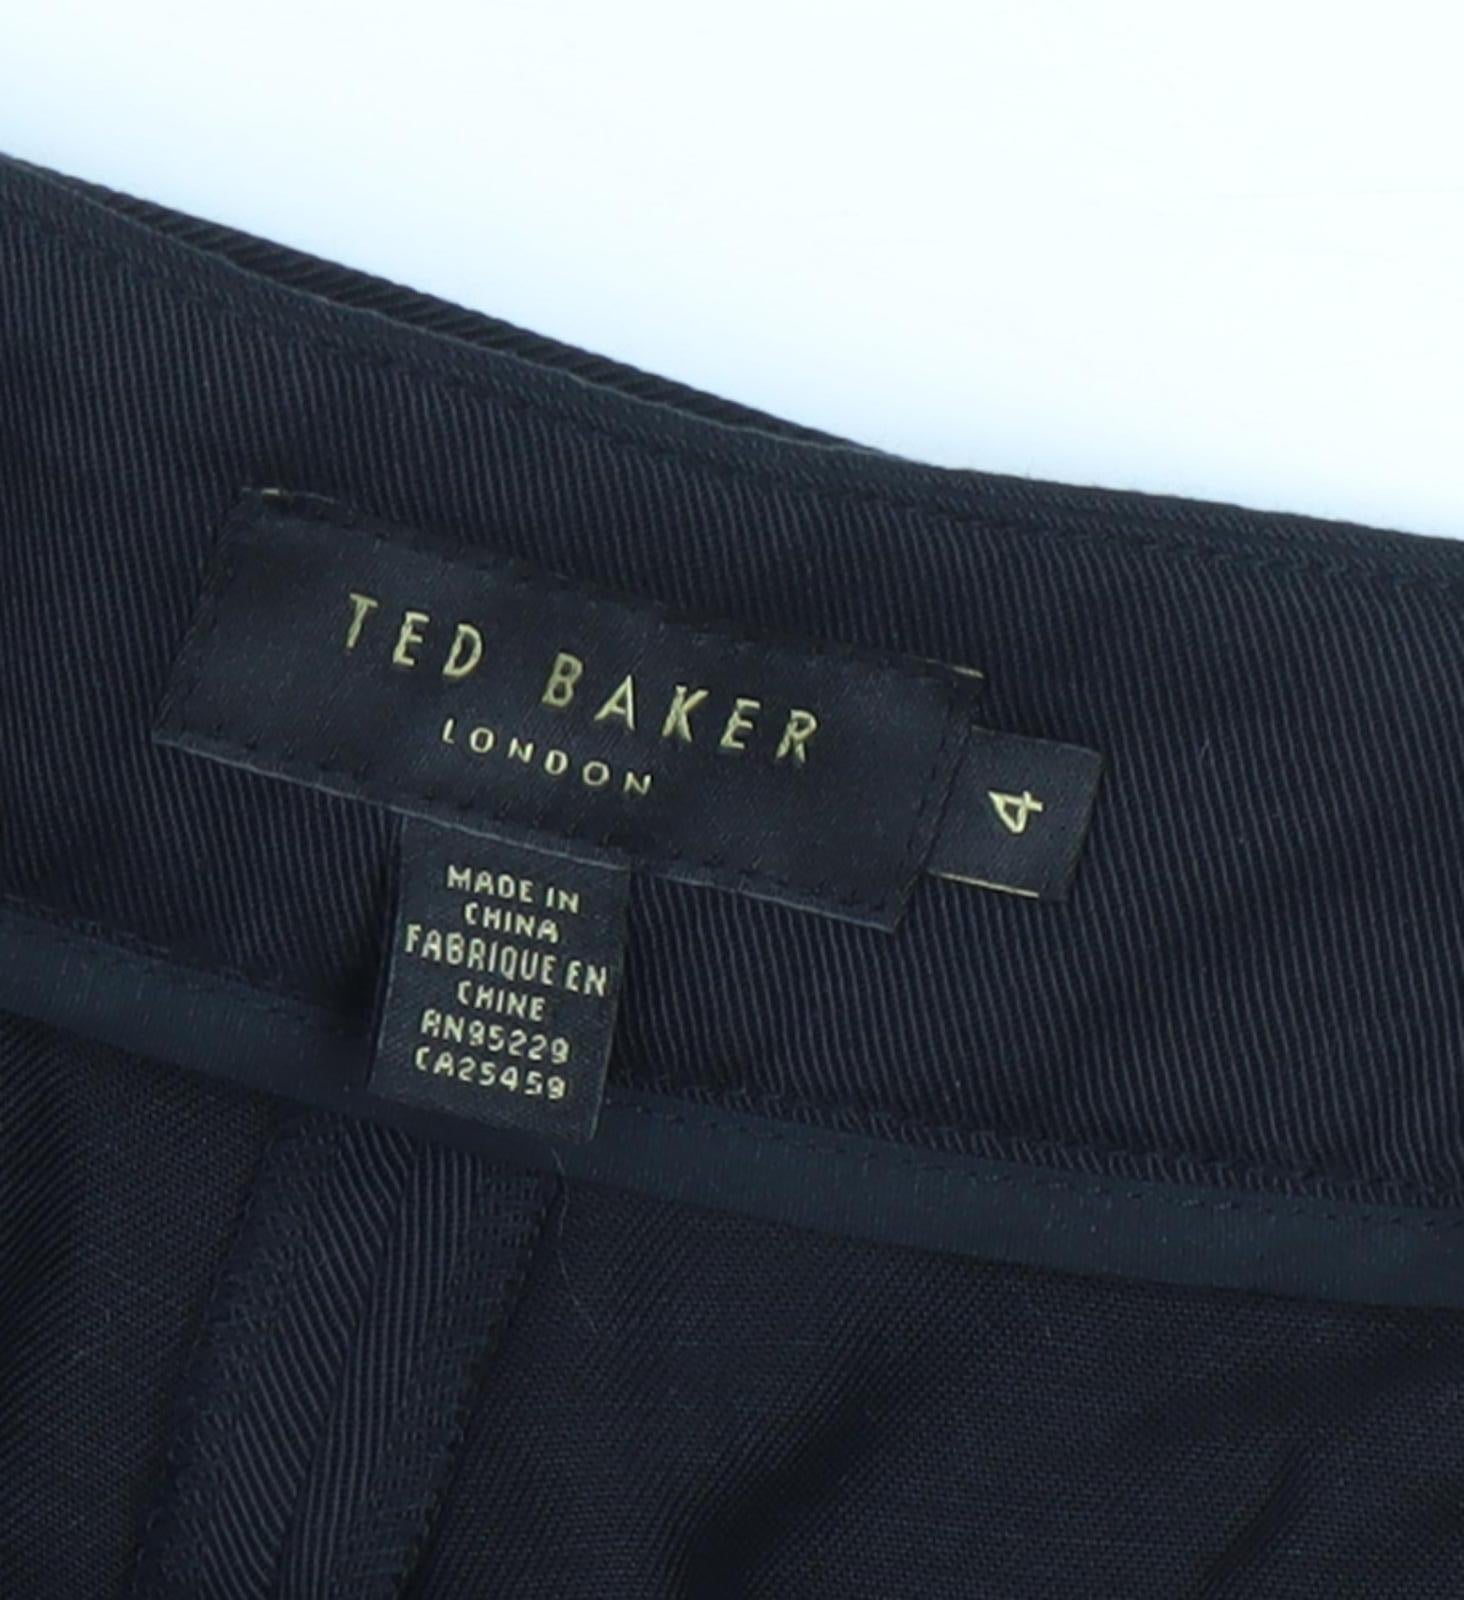 TED BAKER
LONDON
4
MADE IN
CHINA
FABRIQUE EN
CHINE
RN95229
CA25459